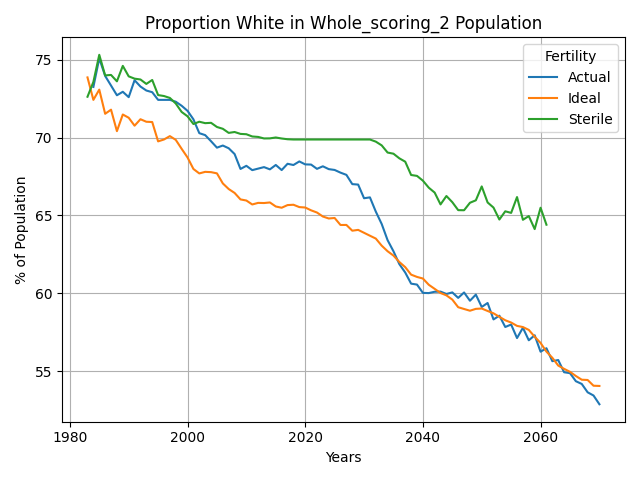 Proportion White in Whole_scoring_2 Population
Fertility
Actual
Ideal
Sterile
% of Population
75
70
65
60
55
1980
2000
2020
2040
2060
Years